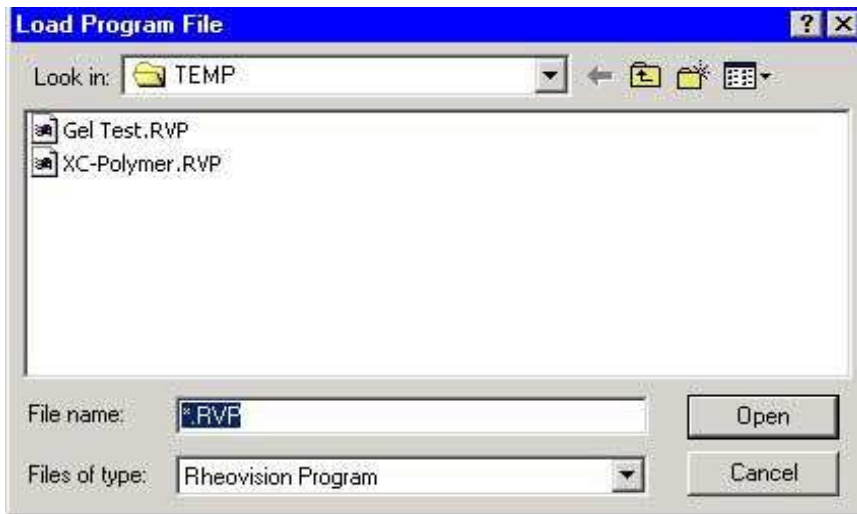 Load Program File
Look in: TEMP
Gel Test.RVP
XC-Polymer.RVP
File name: *.RVP Open
Files of type: Rheovision Program Cancel